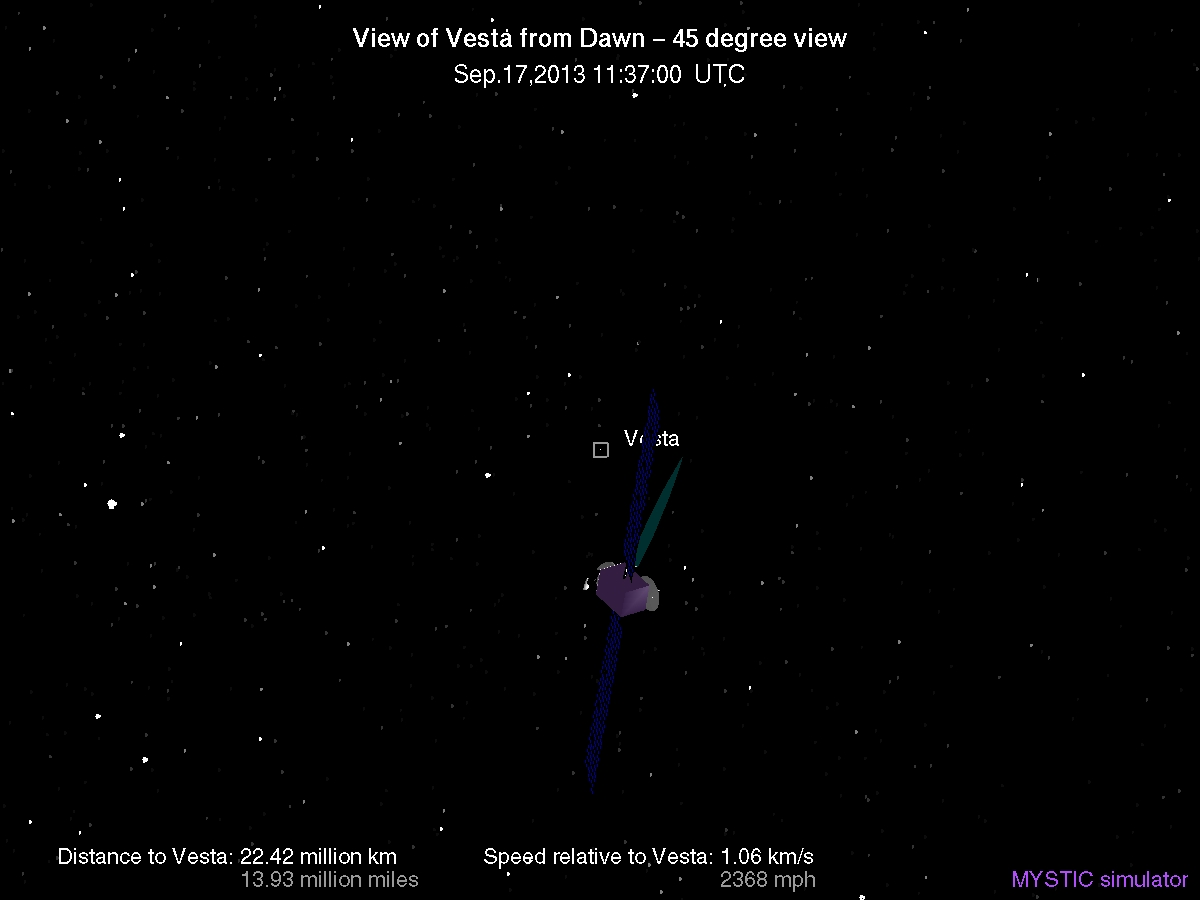 View of Vesta from Dawn – 45 degree view
Sep.17,2013 11:37:00 UTC
Vesta
Distance to Vesta: 22.42 million km
13.93 million miles
Speed relative to Vesta: 1.06 km/s
2368 mph
MYSTIC simulator